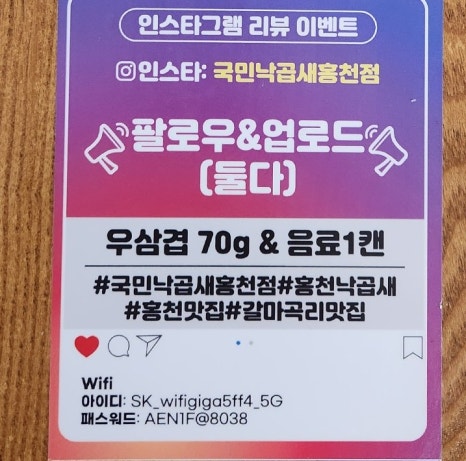 인스타그램 리뷰 이벤트
인스타: 국민낙곱새홍천점
팔로우&업로드
(둘다)
우삼겹 70g & 음료1캔
#국민낙곱새홍천점#홍천낙곱새
#홍천맛집#갈마곡리맛집
Wifi
아이디: SK_wifigiga5ff4_5G
패스워드: AEN1F@8038